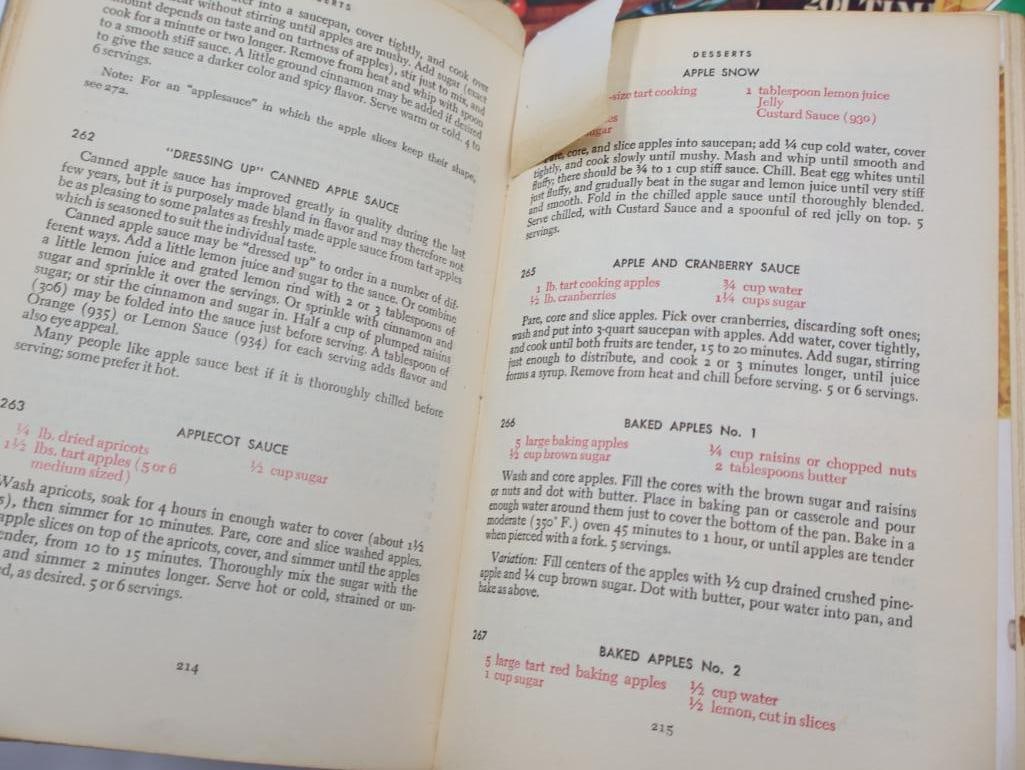 SSERTS
ter into a saucepan, cover tightly, and cook over
heat without stirring until apples are mushy. Add sugar (exact
amount depends on taste and on tartness of apples), stir just to mix, and
cook for a minute or two longer. Remove from heat and whip with spoon
to a smooth stiff sauce. A little ground cinnamon may be added if desired
to give the sauce a darker color and spicy flavor. Serve warm or cold. 4 to
6 servings.
Note: For an "applesauce" in which the apple slices keep their shape,
see 272.
262
"DRESSING UP" CANNED APPLE SAUCE
Canned apple sauce has improved greatly in quality during the last
few years, but it is purposely made bland in flavor and may therefore not
be as pleasing to some palates as freshly made apple sauce from tart apples
which is seasoned to suit the individual taste.
Canned apple sauce may be "dressed up" to order in a number of dif-
ferent ways. Add a little lemon juice and sugar to the sauce. Or combine
a little lemon juice and grated lemon rind with 2 or 3 tablespoons of
sugar and sprinkle it over the servings. Or sprinkle with cinnamon and
sugar; or stir the cinnamon and sugar in. Half a cup of plumped raisins
(306) may be folded into the sauce just before serving. A tablespoon of
Orange (935) or Lemon Sauce (934) for each serving adds flavor and
also eye appeal.
Many people like apple sauce best if it is thoroughly chilled before
serving; some prefer it hot.
263
APPLECOT SAUCE
¼ lb. dried apricots
1½ lbs. tart apples (5 or 6
medium sized)
½ cup sugar
Wash apricots, soak for 4 hours in enough water to cover (about 1½
s), then simmer for 10 minutes. Pare, core and slice washed apples.
apple slices on top of the apricots, cover, and simmer until the apples
ender, from 10 to 15 minutes. Thoroughly mix the sugar with the
and simmer 2 minutes longer. Serve hot or cold, strained or un-
d, as desired. 5 or 6 servings.
214
DESSERTS
APPLE SNOW
-size tart cooking
es
sugar
1 tablespoon lemon juice
Jelly
Custard Sauce (930)
Pare, core, and slice apples into saucepan; add ¼ cup cold water, cover
tightly, and cook slowly until mushy. Mash and whip until smooth and
fluffy; there should be ¾ to 1 cup stiff sauce. Chill. Beat egg whites until
just fluffy, and gradually beat in the sugar and lemon juice until very stiff
and smooth. Fold in the chilled apple sauce until thoroughly blended.
Serve chilled, with Custard Sauce and a spoonful of red jelly on top. 5
servings.
265
APPLE AND CRANBERRY SAUCE
1 lb. tart cooking apples
½ lb. cranberries
¾ cup water
1¼ cups sugar
Pare, core and slice apples. Pick over cranberries, discarding soft ones;
wash and put into 3-quart saucepan with apples. Add water, cover tightly,
and cook until both fruits are tender, 15 to 20 minutes. Add sugar, stirring
just enough to distribute, and cook 2 or 3 minutes longer, until juice
forms a syrup. Remove from heat and chill before serving. 5 or 6 servings.
266
BAKED APPLES No. 1
5 large baking apples
½ cup brown sugar
¼ cup raisins or chopped nuts
2 tablespoons butter
Wash and core apples. Fill the cores with the brown sugar and raisins
or nuts and dot with butter. Place in baking pan or casserole and pour
enough water around them just to cover the bottom of the pan. Bake in a
moderate (350° F.) oven 45 minutes to 1 hour, or until apples are tender
when pierced with a fork. 5 servings.
Variation: Fill centers of the apples with ½ cup drained crushed pine-
apple and ¼ cup brown sugar. Dot with butter, pour water into pan, and
bake as above.
267
BAKED APPLES No. 2
5 large tart red baking apples
1 cup sugar
½ cup water
½ lemon, cut in slices
215